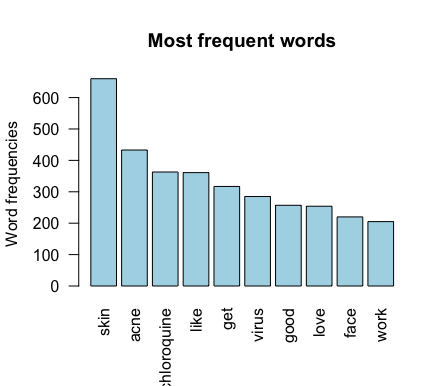 Most frequent words
Word frequencies
600
500
400
300
200
100
0
skin
acne
chloroquine
like
get
virus
good
love
face
work